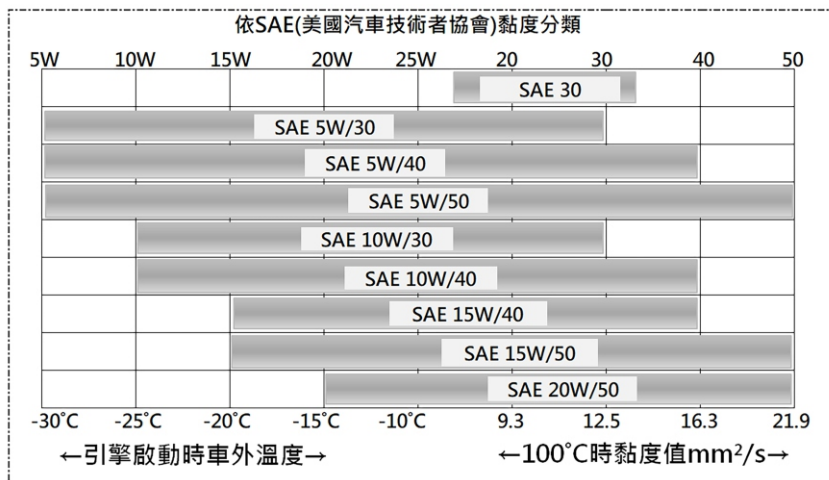 依SAE(美國汽車技術者協會)黏度分類
5W 10W 15W 20W 25W 20 30 40 50
SAE 30
SAE 5W/30
SAE 5W/40
SAE 5W/50
SAE 10W/30
SAE 10W/40
SAE 15W/40
SAE 15W/50
SAE 20W/50
-30°C -25°C -20°C -15°C -10°C 9.3 12.5 16.3 21.9
←引擎啟動時車外溫度→ ←100°C時黏度值mm²/s→